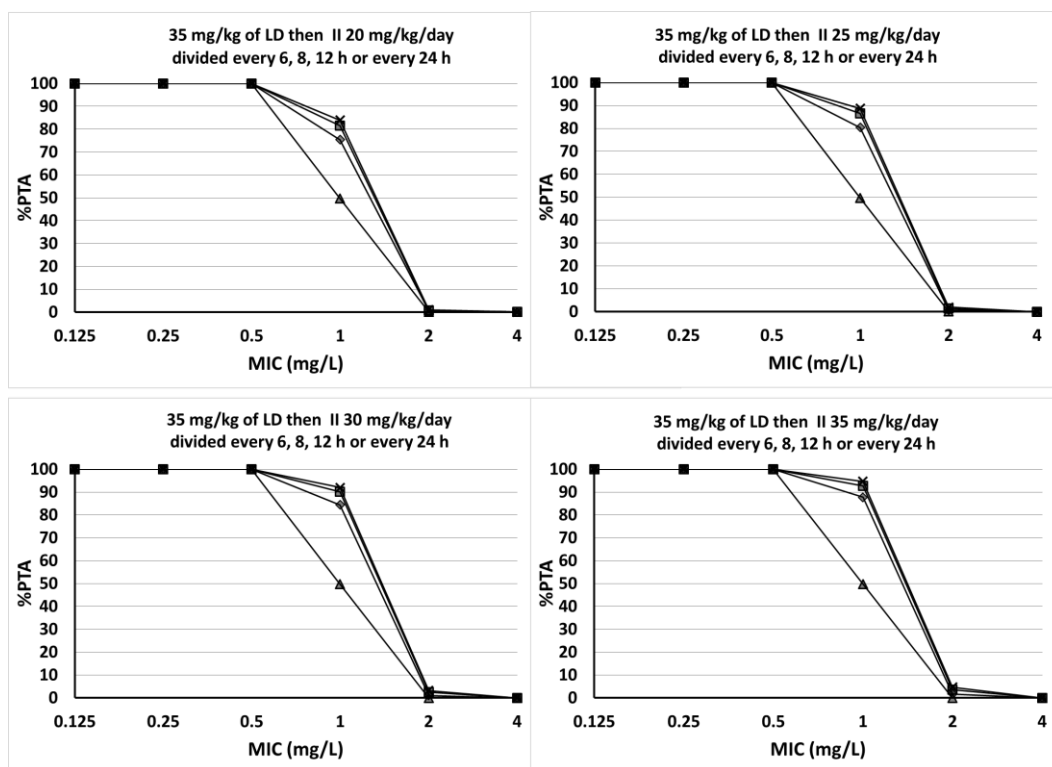 35 mg/kg of LD then II 20 mg/kg/day
divided every 6, 8, 12 h or every 24 h
100
90
80
70
60
50
40
30
20
10
0
%PTA
0.125 0.25 0.5 1 2 4
MIC (mg/L)
35 mg/kg of LD then II 25 mg/kg/day
divided every 6, 8, 12 h or every 24 h
100
90
80
70
60
50
40
30
20
10
0
%PTA
0.125 0.25 0.5 1 2 4
MIC (mg/L)
35 mg/kg of LD then II 30 mg/kg/day
divided every 6, 8, 12 h or every 24 h
100
90
80
70
60
50
40
30
20
10
0
%PTA
0.125 0.25 0.5 1 2 4
MIC (mg/L)
35 mg/kg of LD then II 35 mg/kg/day
divided every 6, 8, 12 h or every 24 h
100
90
80
70
60
50
40
30
20
10
0
%PTA
0.125 0.25 0.5 1 2 4
MIC (mg/L)